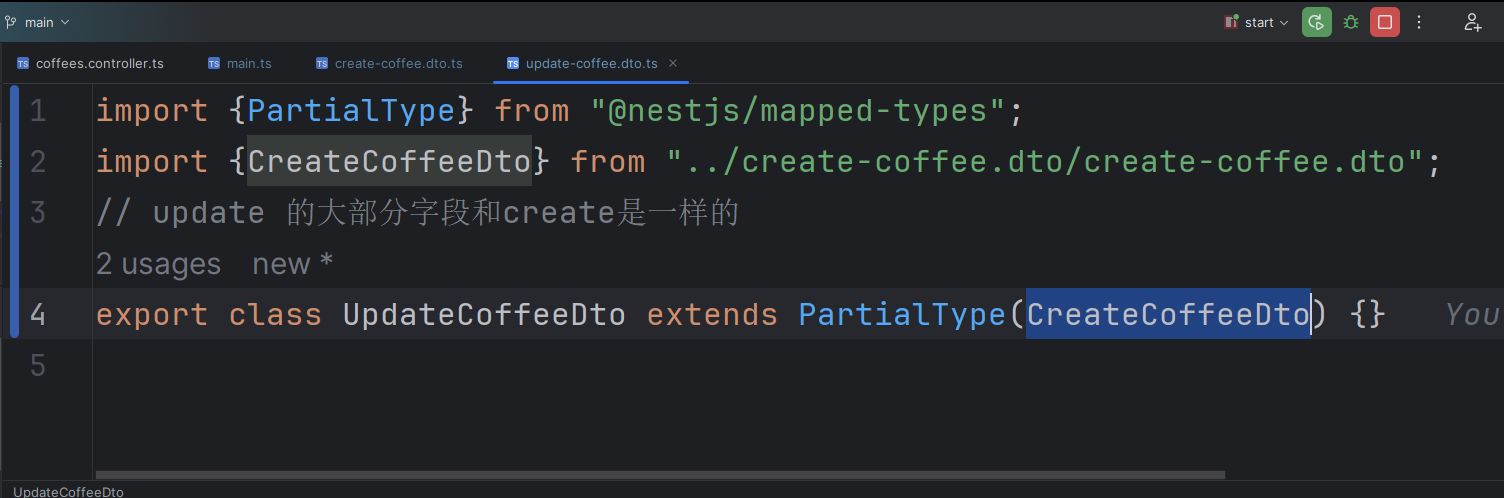 main
start
coffees.controller.ts
main.ts
create-coffee.dto.ts
update-coffee.dto.ts
1 import {PartialType} from "@nestjs/mapped-types";
2 import {CreateCoffeeDto} from "../create-coffee.dto/create-coffee.dto";
3 // update 的大部分字段和create是一样的
2 usages new *
4 export class UpdateCoffeeDto extends PartialType(CreateCoffeeDto) {} You
5
UpdateCoffeeDto